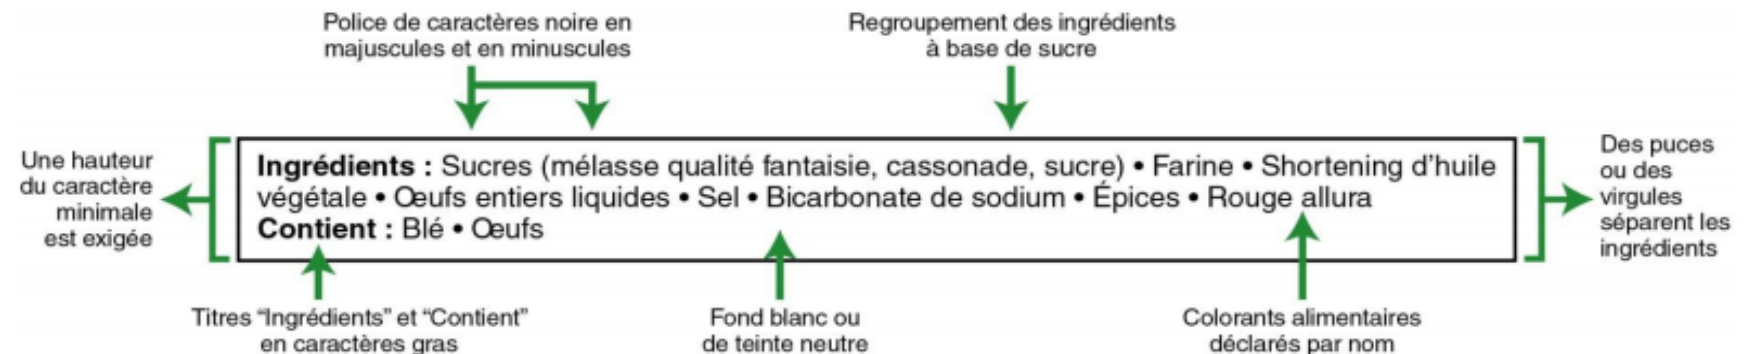 Police de caractères noire en
majuscules et en minuscules
Regroupement des ingrédients
à base de sucre
Une hauteur
du caractère
minimale
est exigée
Ingrédients : Sucres (mélasse qualité fantaisie, cassonade, sucre) • Farine • Shortening d’huile
végétale • Œufs entiers liquides • Sel • Bicarbonate de sodium • Épices • Rouge allura
Contient : Blé • Œufs
Des puces
ou des
virgules
séparent les
ingrédients
Titres “Ingrédients” et “Contient”
en caractères gras
Fond blanc ou
de teinte neutre
Colorants alimentaires
déclarés par nom